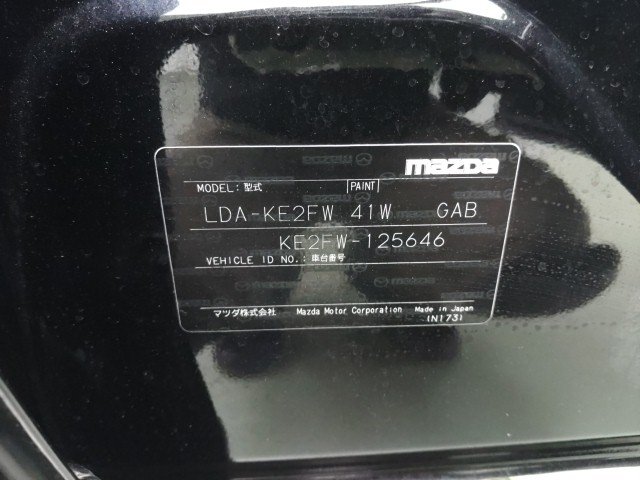 mazda
MODEL: 型式 PAINT
LDA-KE2FW 41W GAB
KE2FW-125646
VEHICLE ID NO.: 車台番号
マツダ株式会社 Mazda Motor Corporation Made in Japan
(N173)